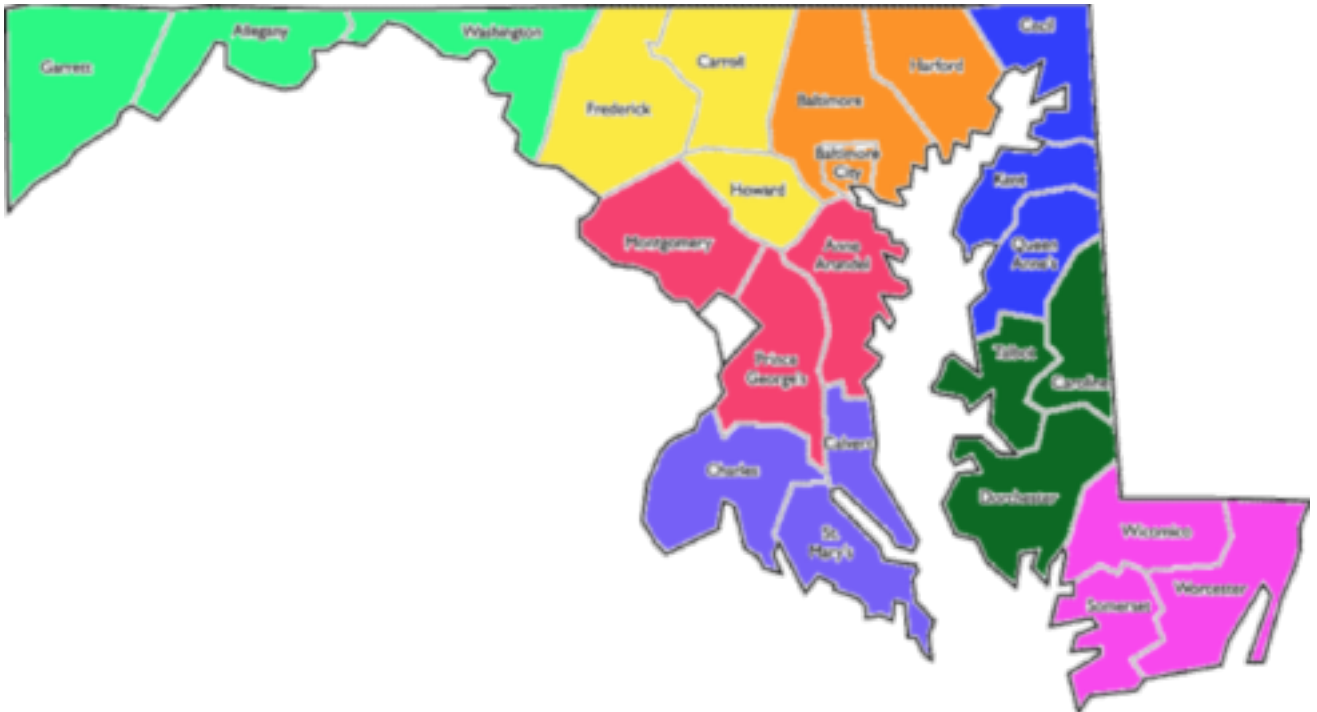 Garrett
Allegany
Washington
Frederick
Carroll
Baltimore
Harford
Cecil
Baltimore
City
Howard
Kent
Montgomery
Anne
Arundel
Queen
Anne's
Prince
George's
Talbot
Caroline
Calvert
Charles
Dorchester
St.
Mary's
Wicomico
Worcester
Somerset